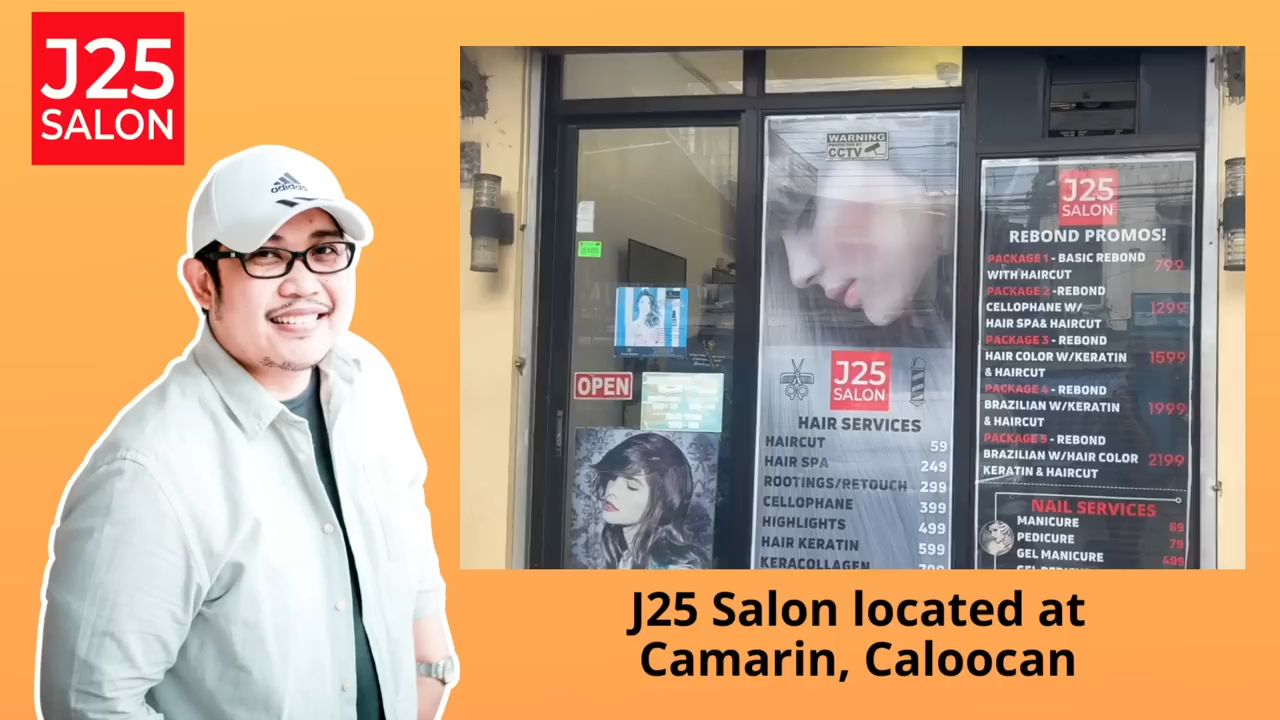 J25
SALON
adidas
WARNING
PROTECTED BY
CCTV
OPEN
J25
SALON
HAIR SERVICES
HAIRCUT 59
HAIR SPA 249
ROOTINGS/RETOUCH 299
CELLOPHANE 399
HIGHLIGHTS 499
HAIR KERATIN 599
KERACOLLAGEN
J25
SALON
REBOND PROMOS!
PACKAGE 1 - BASIC REBOND
WITH HAIRCUT 799
PACKAGE 2 -REBOND
CELLOPHANE W/ 1299
HAIR SPA& HAIRCUT
PACKAGE 3 - REBOND
HAIR COLOR W/KERATIN 1599
& HAIRCUT
PACKAGE 4 - REBOND
BRAZILIAN W/KERATIN 1999
& HAIRCUT
PACKAGE 5 - REBOND
BRAZILIAN W/HAIR COLOR 2199
KERATIN & HAIRCUT
NAIL SERVICES
MANICURE 69
PEDICURE 79
GEL MANICURE 499
J25 Salon located at
Camarin, Caloocan